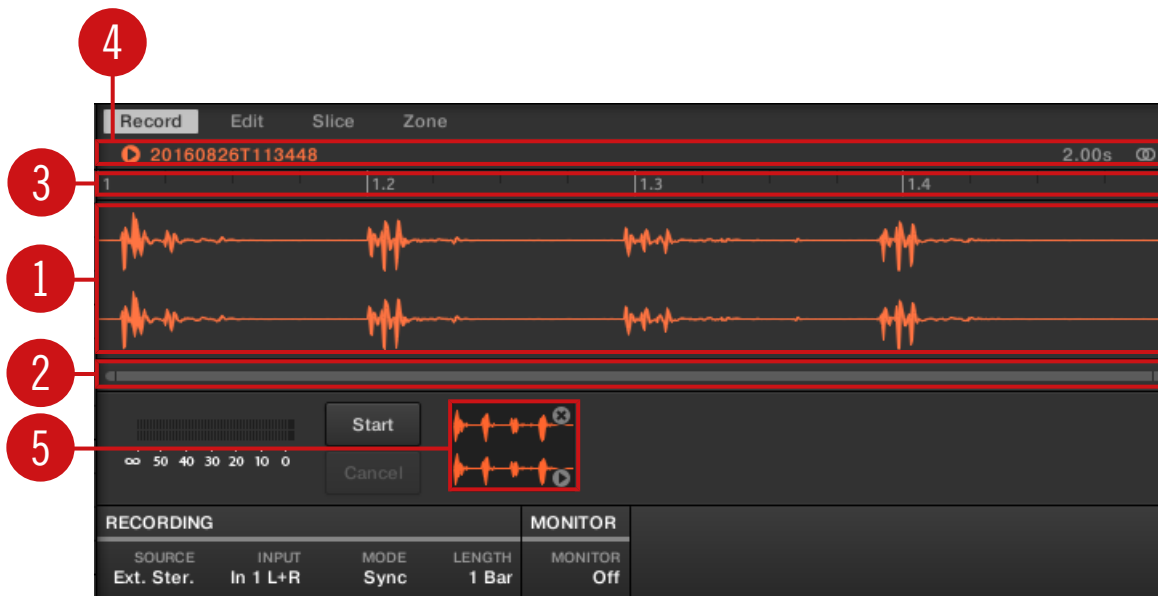 4
Record Edit Slice Zone
20160826T113448 2.00s
3
1 1.2 1.3 1.4
1
2
5
Start
∞ 50 40 30 20 10 0
Cancel
RECORDING MONITOR
SOURCE INPUT MODE LENGTH MONITOR
Ext. Ster. In 1 L+R Sync 1 Bar Off